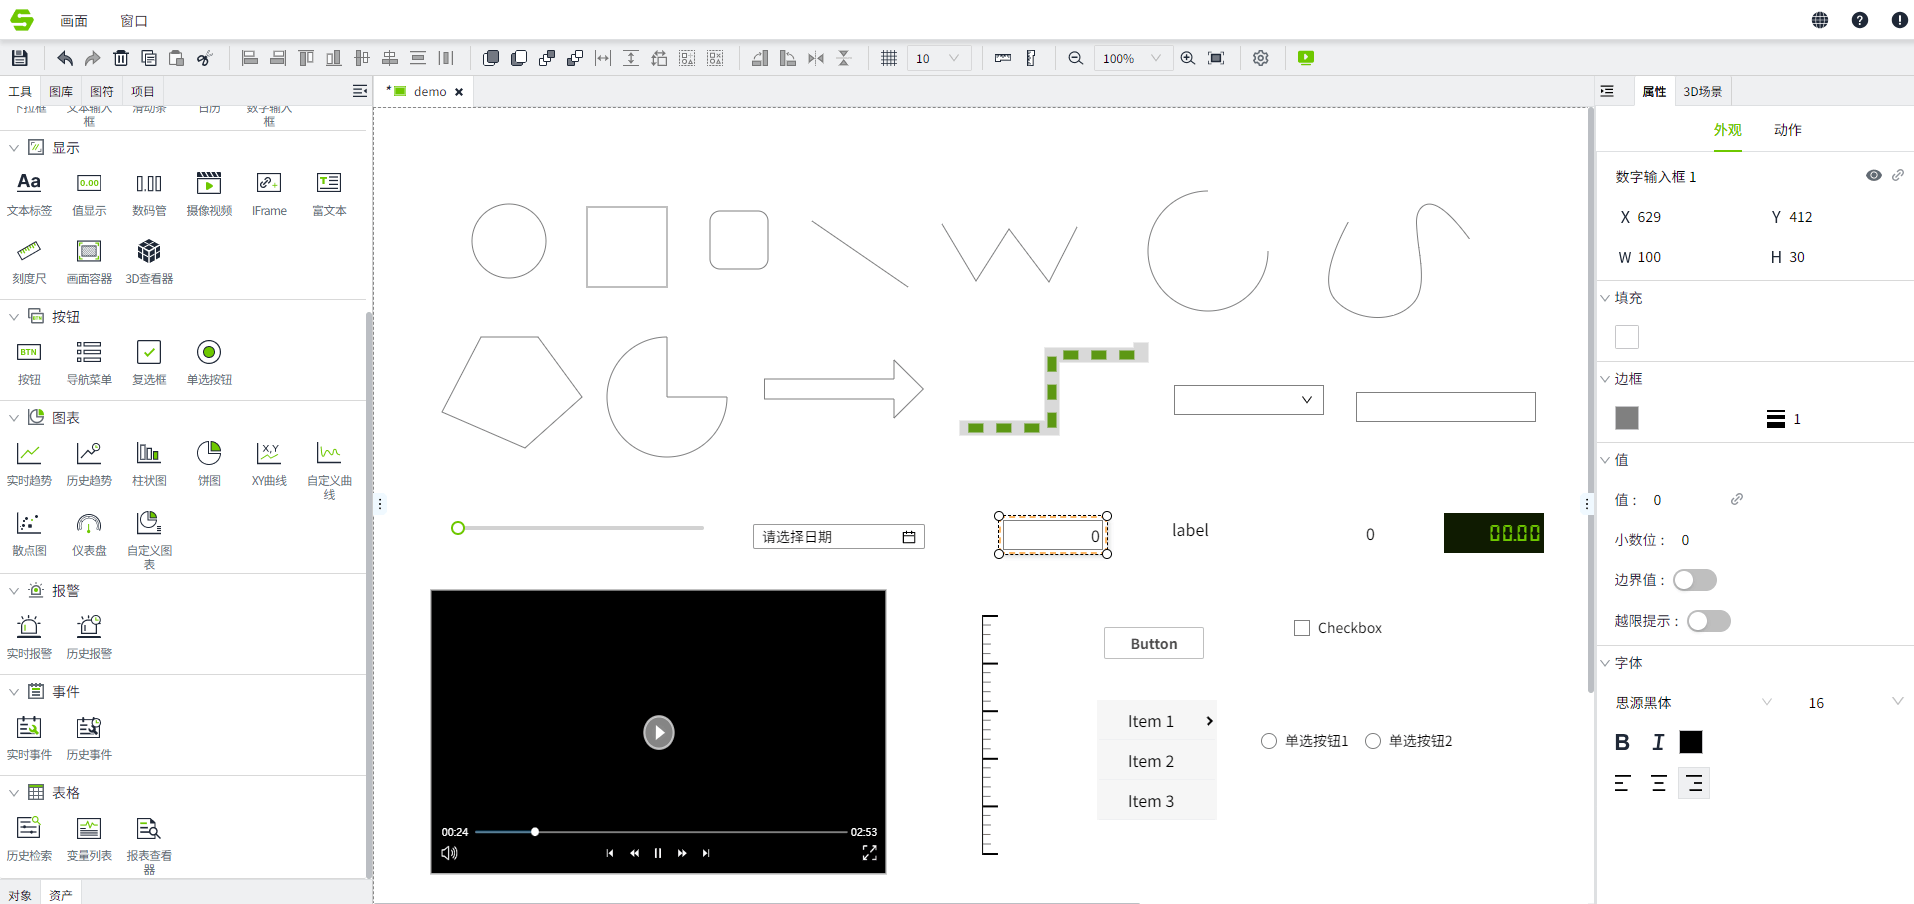 画面 窗口
10 100%
工具 图库 图符 项目
* demo
属性 3D场景
下拉框 文本输入框 滑动条 日历 数字输入框
外观 动作
显示
文本标签 值显示 数码管 摄像视频 IFrame 富文本
刻度尺 画面容器 3D查看器
按钮
按钮 导航菜单 复选框 单选按钮
图表
实时趋势 历史趋势 柱状图 饼图 XY曲线 自定义曲线
散点图 仪表盘 自定义图表
报警
实时报警 历史报警
事件
实时事件 历史事件
表格
历史检索 变量列表 报表查看器
对象 资产
请选择日期
0
label
0
00.00
00:24
02:53
Button
Checkbox
Item 1
Item 2
Item 3
单选按钮1 单选按钮2
数字输入框 1
X 629 Y 412
W 100 H 30
填充
边框
1
值
值： 0
小数位： 0
边界值：
越限提示：
字体
思源黑体 16
B I